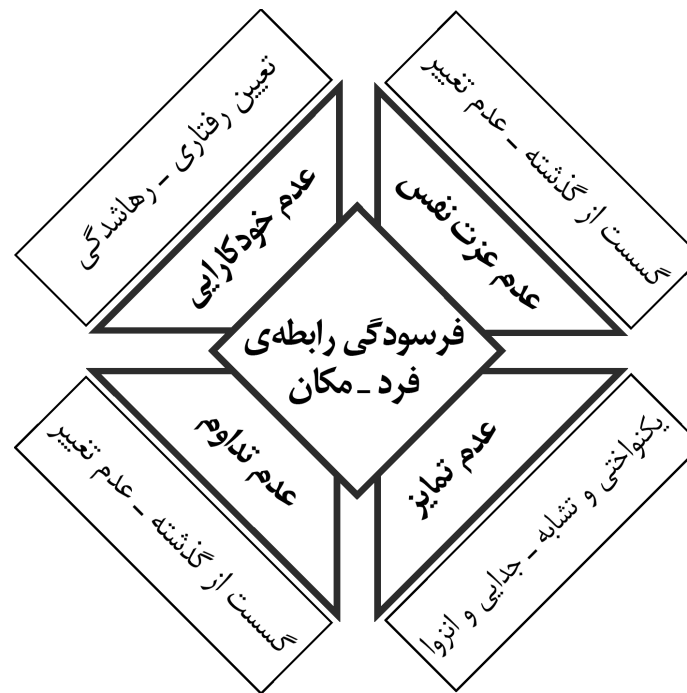 گسست از گذشته ـ عدم تغییر
عدم عزت نفس
تعیین رفتاری ـ رهاشدگی
عدم خودکارایی
فرسودگی رابطه‌ی
فرد ـ مکان
عدم تمایز
یکنواختی و تشابه ـ جدایی و انزوا
عدم تداوم
گسست از گذشته ـ عدم تغییر